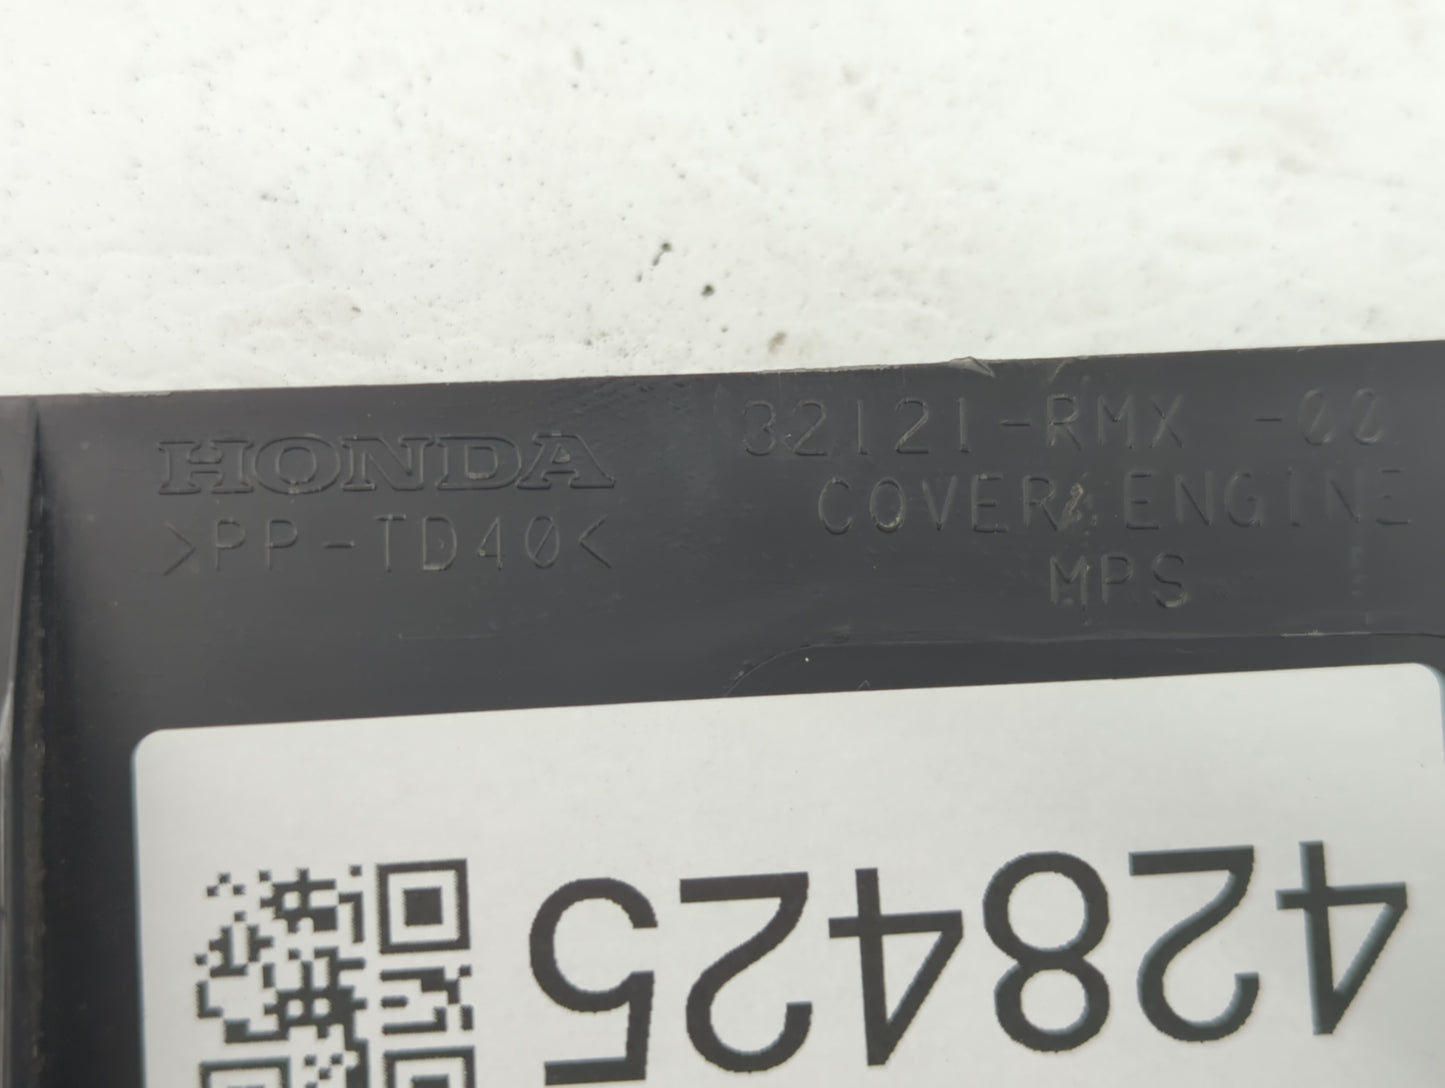 HONDA
>PP-TD40<
32121-RMX -00
COVER, ENGINE
MPS
428425